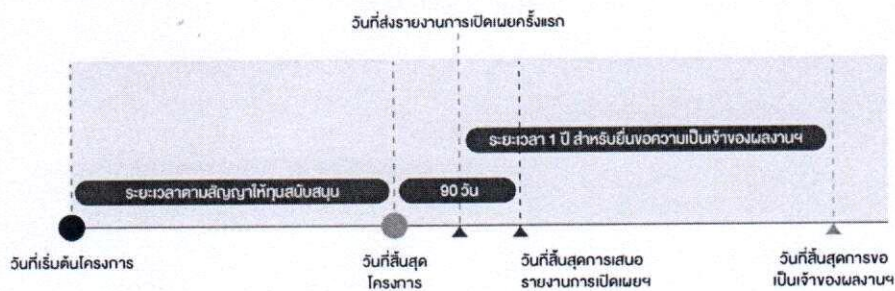 วันที่ส่งรายงานการเปิดเผยครั้งแรก
ระยะเวลา 1 ปี สำหรับยื่นขอความเป็นเจ้าของผลงานฯ
ระยะเวลาตามสัญญาให้ทุนสนับสนุน
90 วัน
วันที่เริ่มต้นโครงการ
วันที่สิ้นสุด
โครงการ
วันที่สิ้นสุดการเสนอ
รายงานการเปิดเผยฯ
วันที่สิ้นสุดการขอ
เป็นเจ้าของผลงานฯ